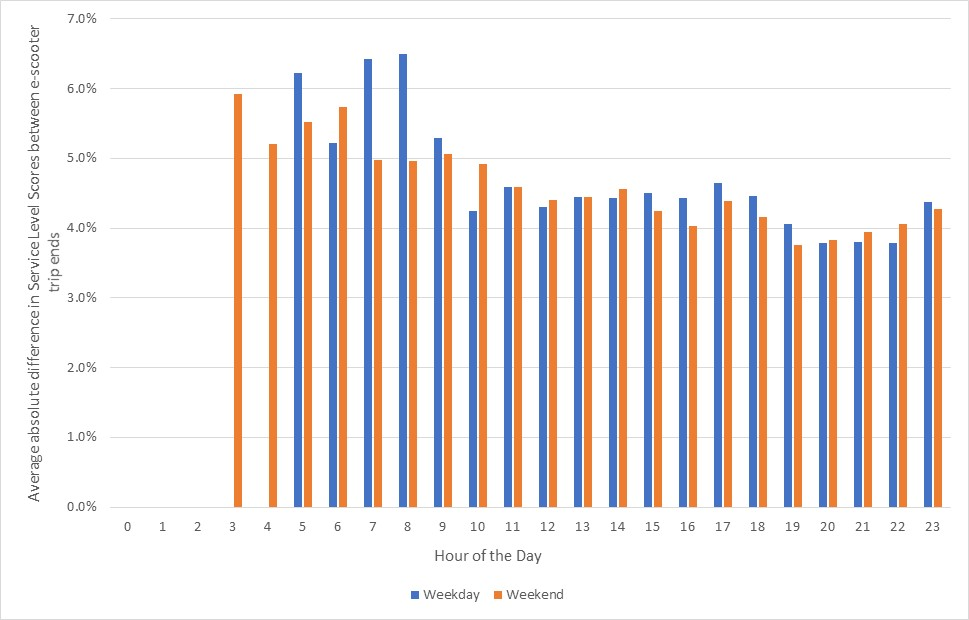 Average absolute difference in Service Level Scores between e-scooter
trip ends
7.0%
6.0%
5.0%
4.0%
3.0%
2.0%
1.0%
0.0%
0 1 2 3 4 5 6 7 8 9 10 11 12 13 14 15 16 17 18 19 20 21 22 23
Hour of the Day
Weekday Weekend